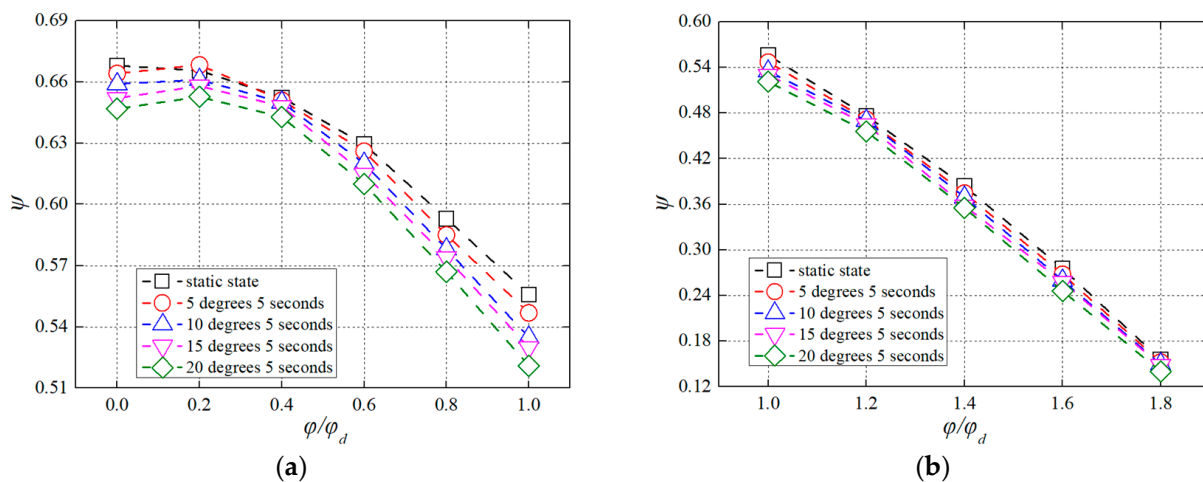 0.69
0.66
0.63
0.60
0.57
0.54
0.51
ψ
static state
5 degrees 5 seconds
10 degrees 5 seconds
15 degrees 5 seconds
20 degrees 5 seconds
0.0 0.2 0.4 0.6 0.8 1.0
φ/φd
(a)
0.60
0.54
0.48
0.42
0.36
0.30
0.24
0.18
0.12
ψ
static state
5 degrees 5 seconds
10 degrees 5 seconds
15 degrees 5 seconds
20 degrees 5 seconds
1.0 1.2 1.4 1.6 1.8
φ/φd
(b)